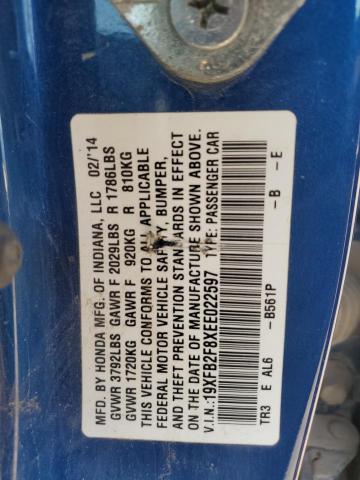 MFD. BY HONDA MFG. OF INDIANA, LLC 02/'14
GVWR 3792LBS GAWR F 2029LBS R 1786LBS
GVWR 1720KG GAWR F 920KG R 810KG
THIS VEHICLE CONFORMS TO ALL APPLICABLE
FEDERAL MOTOR VEHICLE SAFETY, BUMPER,
AND THEFT PREVENTION STANDARDS IN EFFECT
ON THE DATE OF MANUFACTURE SHOWN ABOVE.
V.I.N.: 19XFB2F8XEE022597 TYPE: PASSENGER CAR
TR3 E AL6 -B561P -B -E